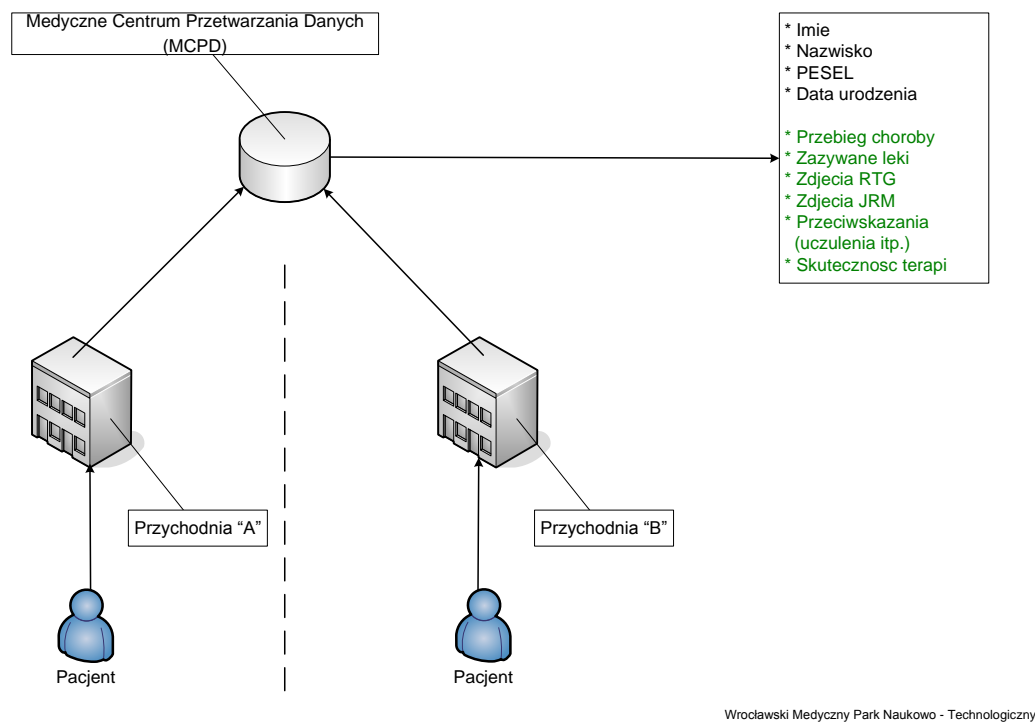 Medyczne Centrum Przetwarzania Danych
(MCPD)
* Imie
* Nazwisko
* PESEL
* Data urodzenia
* Przebieg choroby
* Zazywane leki
* Zdjecia RTG
* Zdjecia JRM
* Przeciwskazania
(uczulenia itp.)
* Skutecznosc terapi
Przychodnia “A”
Przychodnia “B”
Pacjent
Pacjent
Wrocławski Medyczny Park Naukowo - Technologiczny